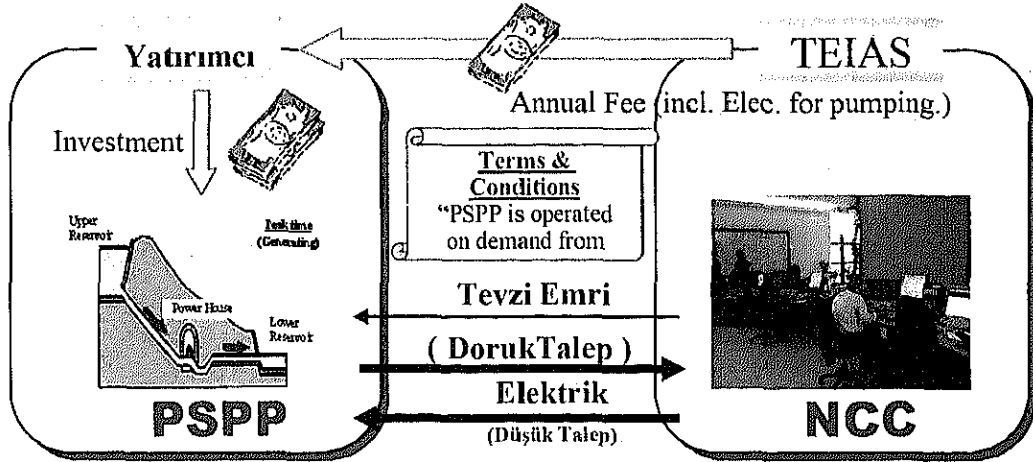 Yatırımcı
TEIAS
Annual Fee (incl. Elec. for pumping.)
Investment
Terms &
Conditions
“PSPP is operated
on demand from
Upper
Reservoir
Peak time
(Generating)
Power House
Lower
Reservoir
Tevzi Emri
( DorukTalep )
Elektrik
(Düşük Talep)
PSPP
NCC